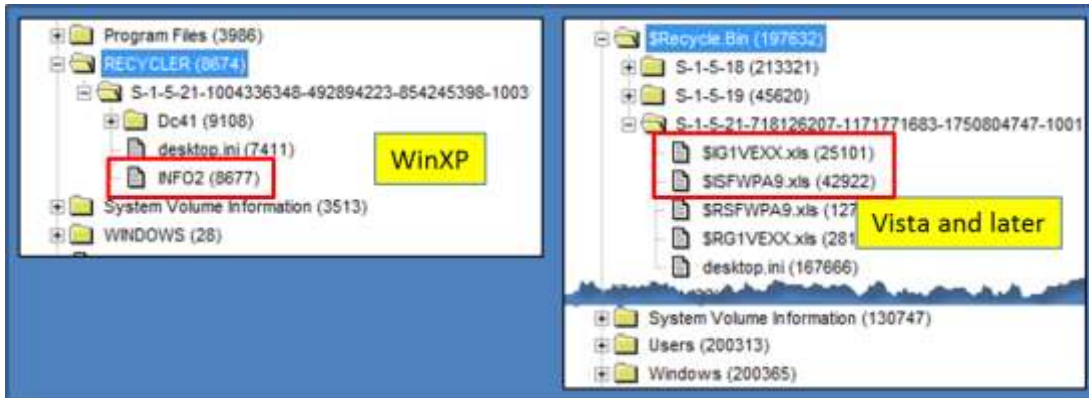 Program Files (3986)
RECYCLER (8674)
S-1-5-21-1004336348-492894223-854245398-1003
Dc41 (9108)
desktop.ini (7411)
INFO2 (8677)
System Volume Information (3513)
WINDOWS (28)
WinXP
$Recycle.Bin (197632)
S-1-5-18 (213321)
S-1-5-19 (45620)
S-1-5-21-718126207-1171771683-1750804747-1001
$IG1VEXX.xls (25101)
$ISFWPA9.xls (42922)
$RSFWPA9.xls (127
$RG1VEXX.xls (281
desktop.ini (167666)
Vista and later
System Volume Information (130747)
Users (200313)
Windows (200365)